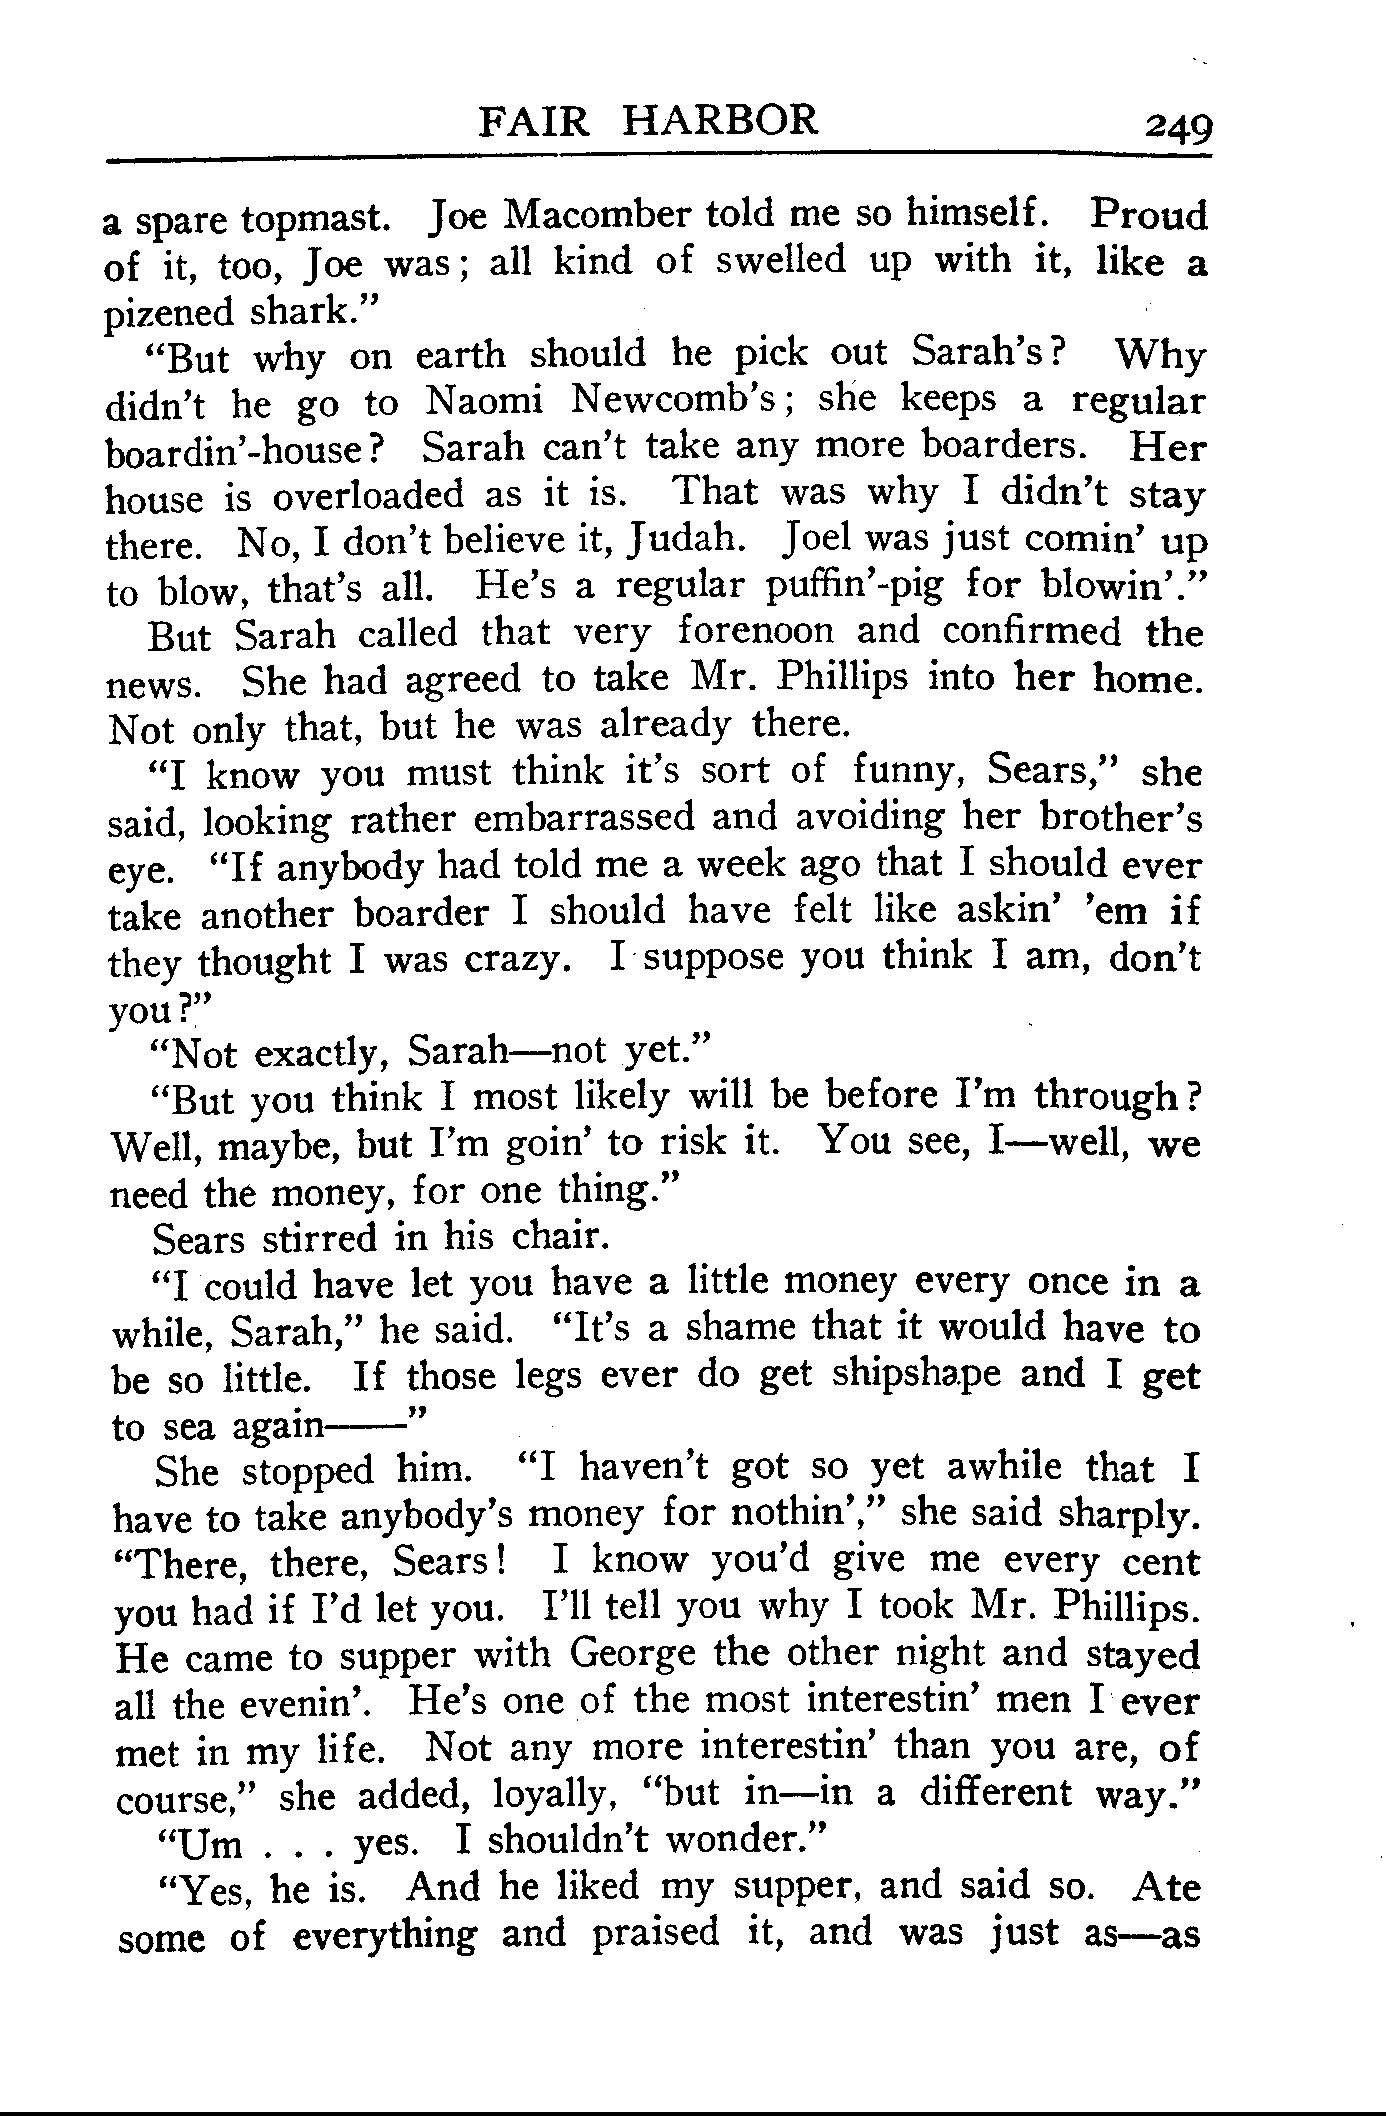 FAIR HARBOR 249
a spare topmast. Joe Macomber told me so himself. Proud
of it, too, Joe was; all kind of swelled up with it, like a
pizened shark."
"But why on earth should he pick out Sarah's? Why
didn't he go to Naomi Newcomb's; she keeps a regular
boardin'-house? Sarah can't take any more boarders. Her
house is overloaded as it is. That was why I didn't stay
there. No, I don't believe it, Judah. Joel was just comin' up
to blow, that's all. He's a regular puffin'-pig for blowin'."
But Sarah called that very forenoon and confirmed the
news. She had agreed to take Mr. Phillips into her home.
Not only that, but he was already there.
"I know you must think it's sort of funny, Sears," she
said, looking rather embarrassed and avoiding her brother's
eye. "If anybody had told me a week ago that I should ever
take another boarder I should have felt like askin' 'em if
they thought I was crazy. I suppose you think I am, don't
you?"
"Not exactly, Sarah—not yet."
"But you think I most likely will be before I'm through?
Well, maybe, but I'm goin' to risk it. You see, I—well, we
need the money, for one thing."
Sears stirred in his chair.
"I could have let you have a little money every once in a
while, Sarah," he said. "It's a shame that it would have to
be so little. If those legs ever do get shipshape and I get
to sea again——"
She stopped him. "I haven't got so yet awhile that I
have to take anybody's money for nothin'," she said sharply.
"There, there, Sears! I know you'd give me every cent
you had if I'd let you. I'll tell you why I took Mr. Phillips.
He came to supper with George the other night and stayed
all the evenin'. He's one of the most interestin' men I ever
met in my life. Not any more interestin' than you are, of
course," she added, loyally, "but in—in a different way."
"Um . . . yes. I shouldn't wonder."
"Yes, he is. And he liked my supper, and said so. Ate
some of everything and praised it, and was just as—as